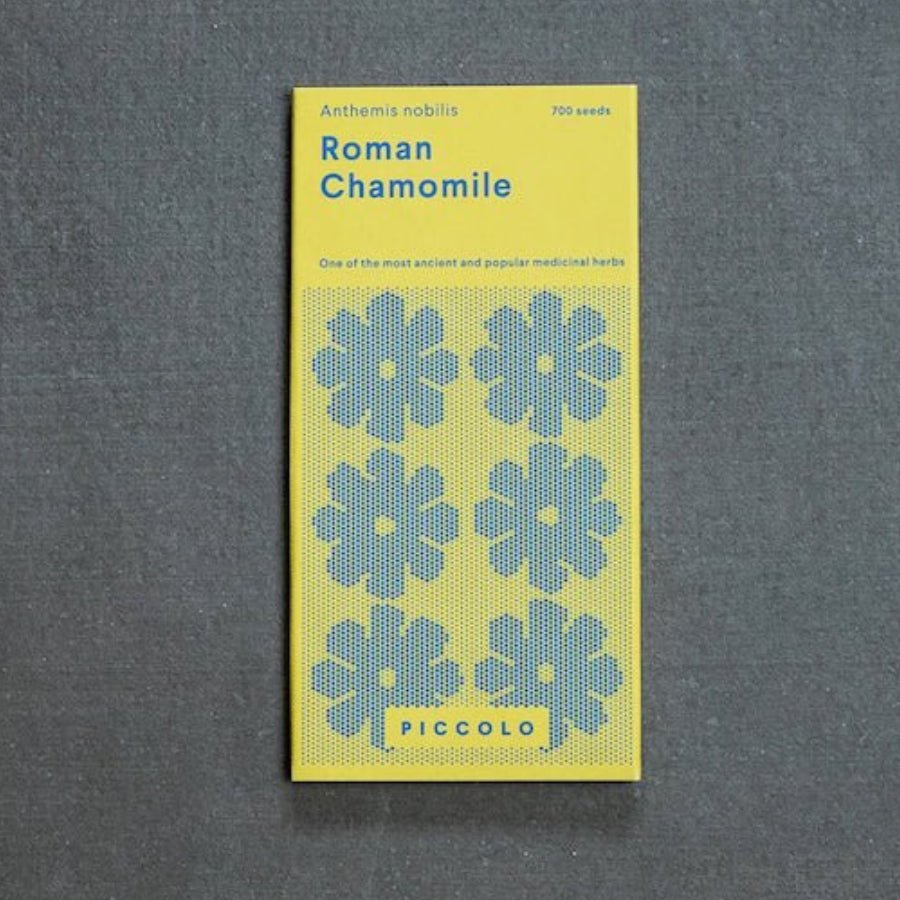 Anthemis nobilis 700 seeds
Roman
Chamomile
One of the most ancient and popular medicinal herbs
PICCOLO